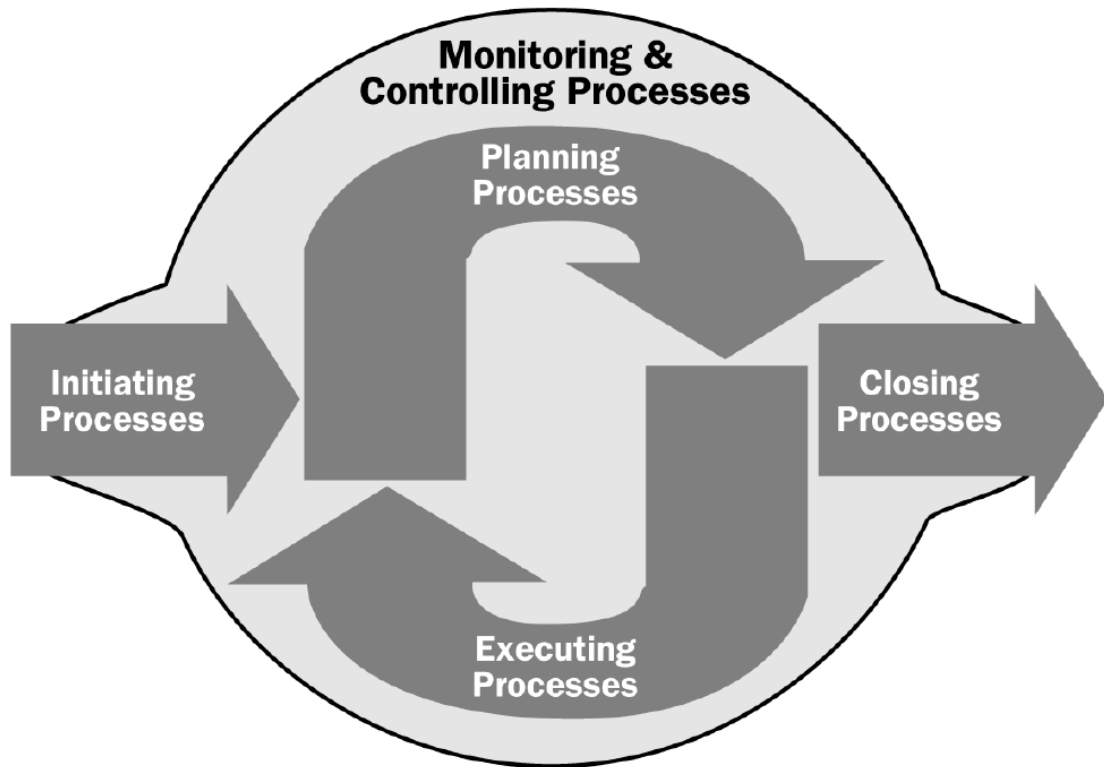 Monitoring &
Controlling Processes
Planning
Processes
Initiating
Processes
Closing
Processes
Executing
Processes